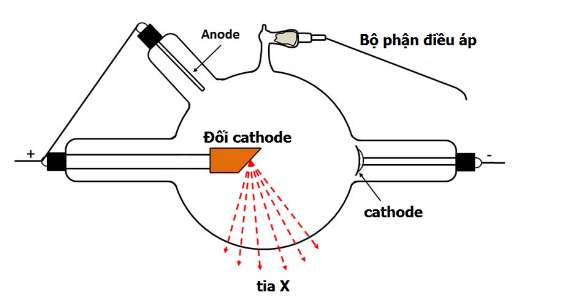 Anode
Bộ phận điều áp
Đối cathode
+
-
cathode
tia X